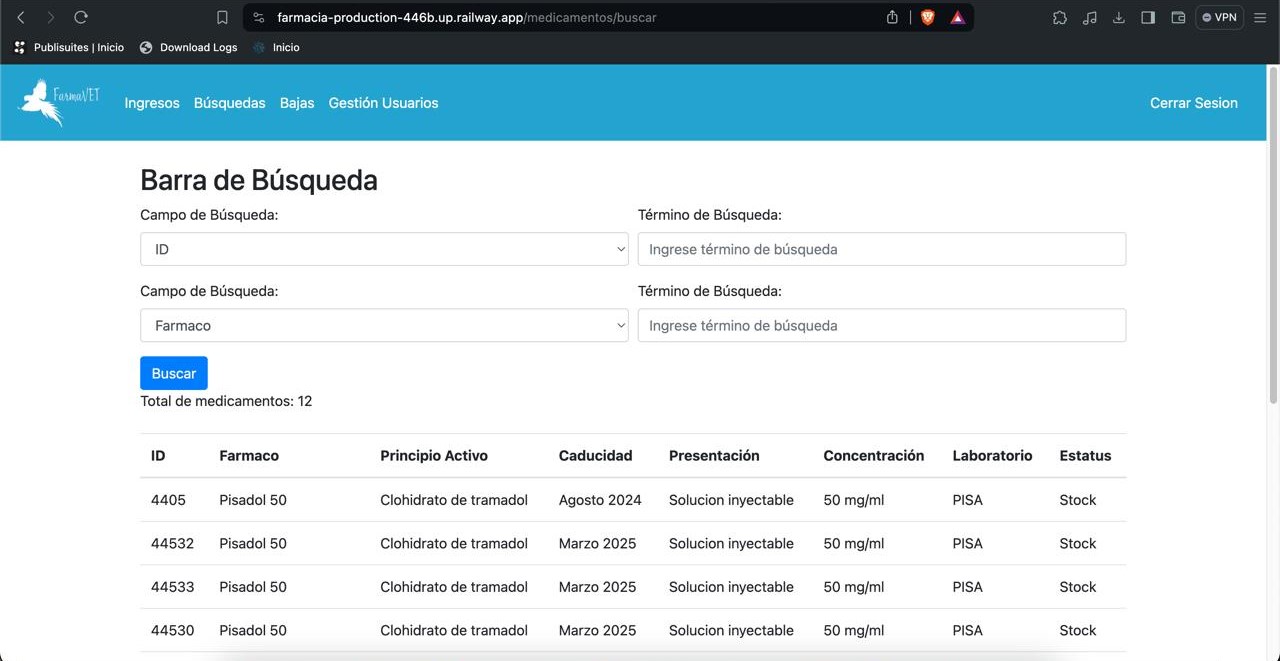 farmacia-production-446b.up.railway.app/medicamentos/buscar
VPN
Publisuites | Inicio Download Logs Inicio
FarmaVET
Ingresos Búsquedas Bajas Gestión Usuarios Cerrar Sesion
Barra de Búsqueda
Campo de Búsqueda: Término de Búsqueda:
ID Ingrese término de búsqueda
Campo de Búsqueda: Término de Búsqueda:
Farmaco Ingrese término de búsqueda
Buscar
Total de medicamentos: 12
ID Farmaco Principio Activo Caducidad Presentación Concentración Laboratorio Estatus
4405 Pisadol 50 Clohidrato de tramadol Agosto 2024 Solucion inyectable 50 mg/ml PISA Stock
44532 Pisadol 50 Clohidrato de tramadol Marzo 2025 Solucion inyectable 50 mg/ml PISA Stock
44533 Pisadol 50 Clohidrato de tramadol Marzo 2025 Solucion inyectable 50 mg/ml PISA Stock
44530 Pisadol 50 Clohidrato de tramadol Marzo 2025 Solucion inyectable 50 mg/ml PISA Stock